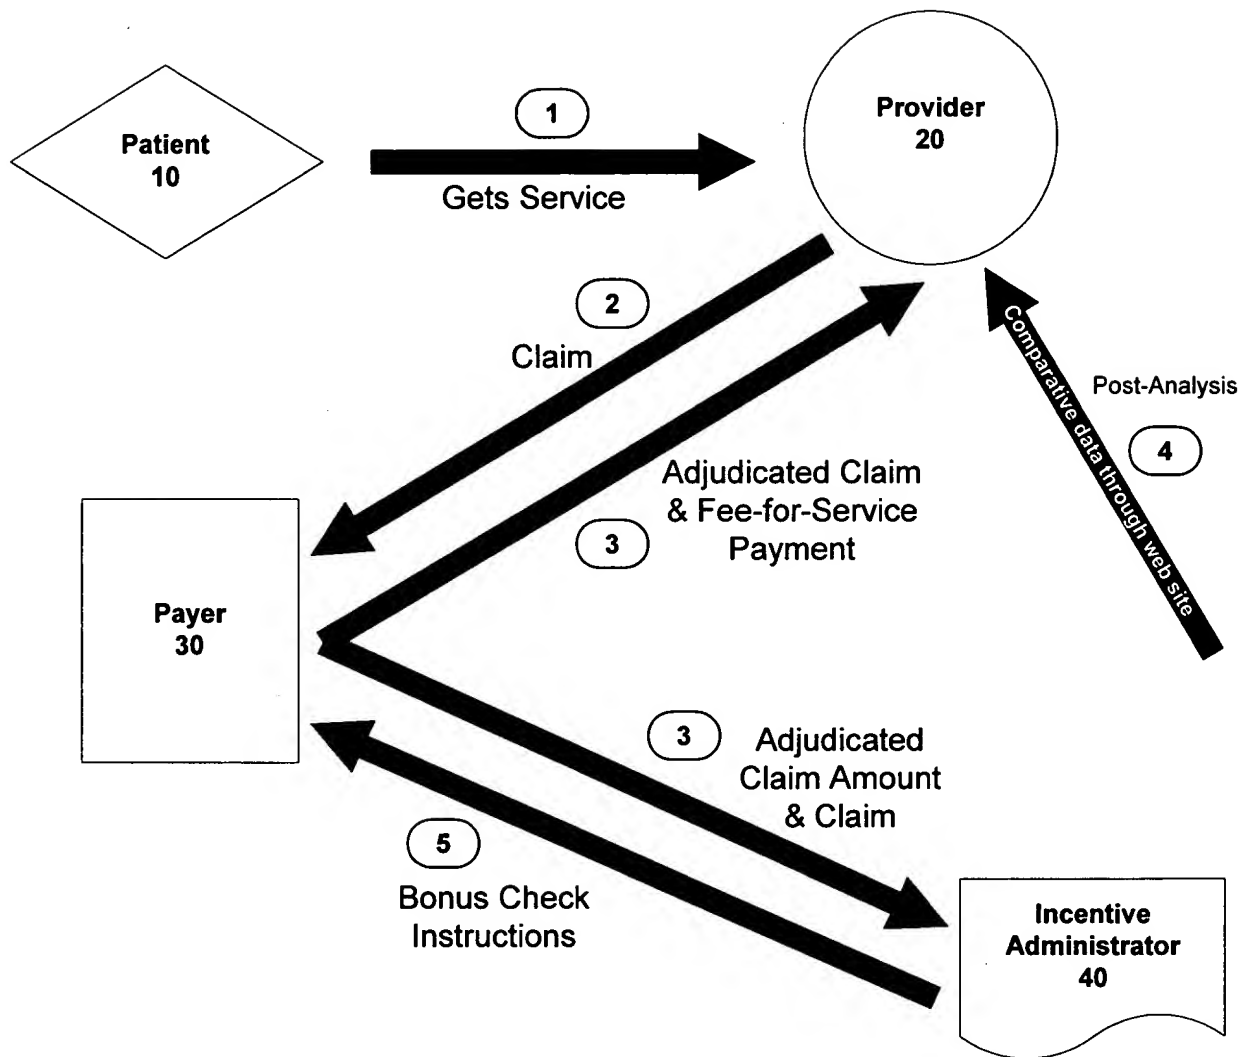 Patient
10
1
Gets Service
Provider
20
2
Claim
Adjudicated Claim
& Fee-for-Service
Payment
3
Comparative data through web site
Post-Analysis
4
Payer
30
3
Adjudicated
Claim Amount
& Claim
5
Bonus Check
Instructions
Incentive
Administrator
40